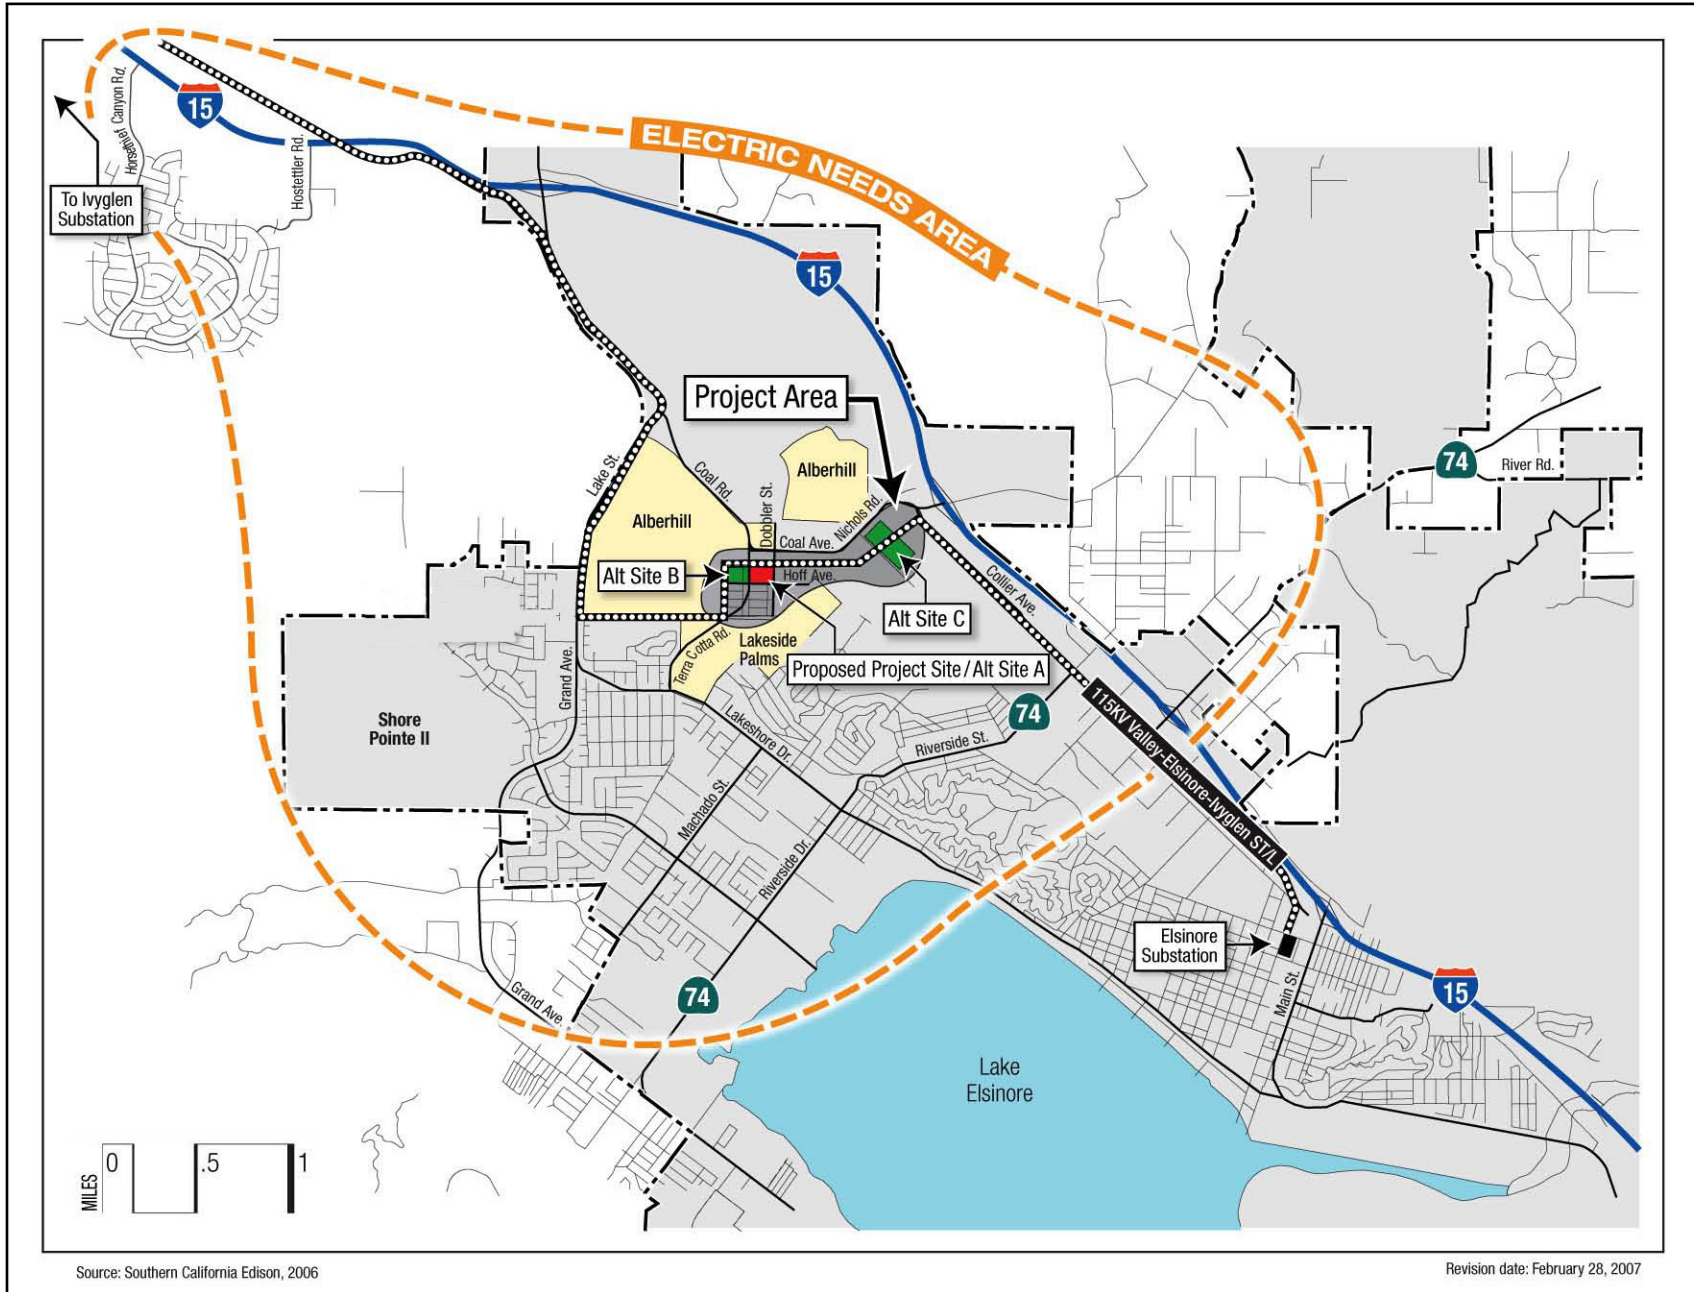 Horsethief Canyon Rd.
15
Hostettler Rd.
To Ivyglen
Substation
ELECTRIC NEEDS AREA
15
Project Area
74
River Rd.
Lake St.
Coal Rd.
Alberhill
Alberhill
Dobbler St.
Nichols Rd.
Coal Ave.
Alt Site B
Hoff Ave.
Collier Ave.
Alt Site C
Terra Cotta Rd.
Lakeside
Palms
Proposed Project Site / Alt Site A
Grand Ave.
Shore
Pointe II
Lakeshore Dr.
74
Riverside St.
115KV Valley-Elsinore-Ivyglen ST/L
Machado St.
Riverside Dr.
Elsinore
Substation
Main St.
74
15
Grand Ave.
Lake
Elsinore
MILES
0 .5 1
Source: Southern California Edison, 2006
Revision date: February 28, 2007